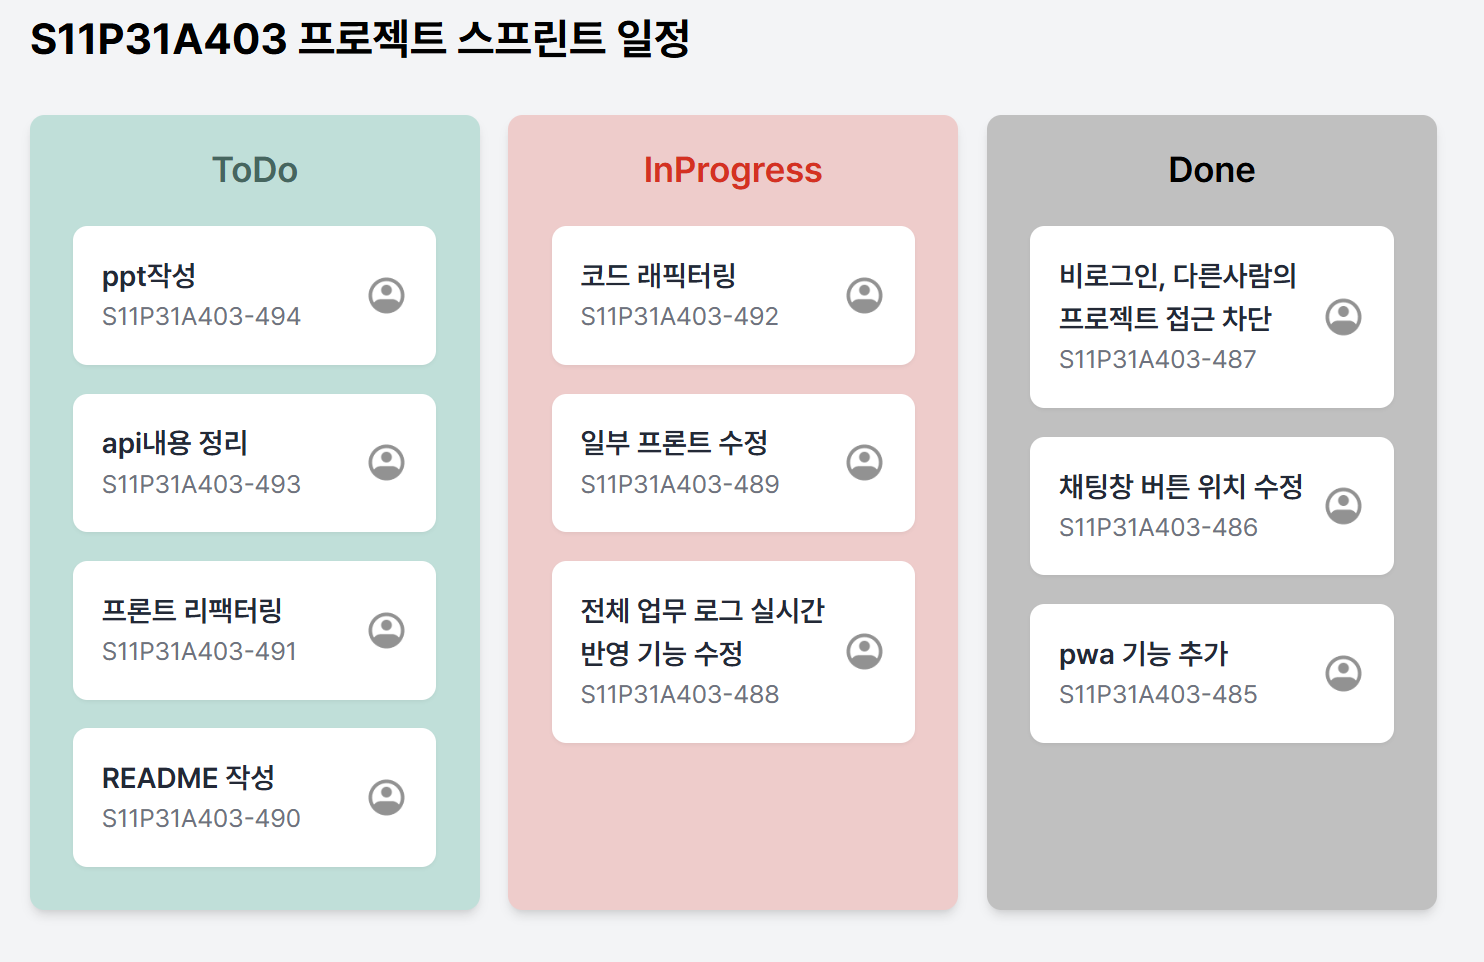 S11P31A403 프로젝트 스프린트 일정
ToDo
ppt작성
S11P31A403-494
api내용 정리
S11P31A403-493
프론트 리팩터링
S11P31A403-491
README 작성
S11P31A403-490
InProgress
코드 래픽터링
S11P31A403-492
일부 프론트 수정
S11P31A403-489
전체 업무 로그 실시간
반영 기능 수정
S11P31A403-488
Done
비로그인, 다른사람의
프로젝트 접근 차단
S11P31A403-487
채팅창 버튼 위치 수정
S11P31A403-486
pwa 기능 추가
S11P31A403-485